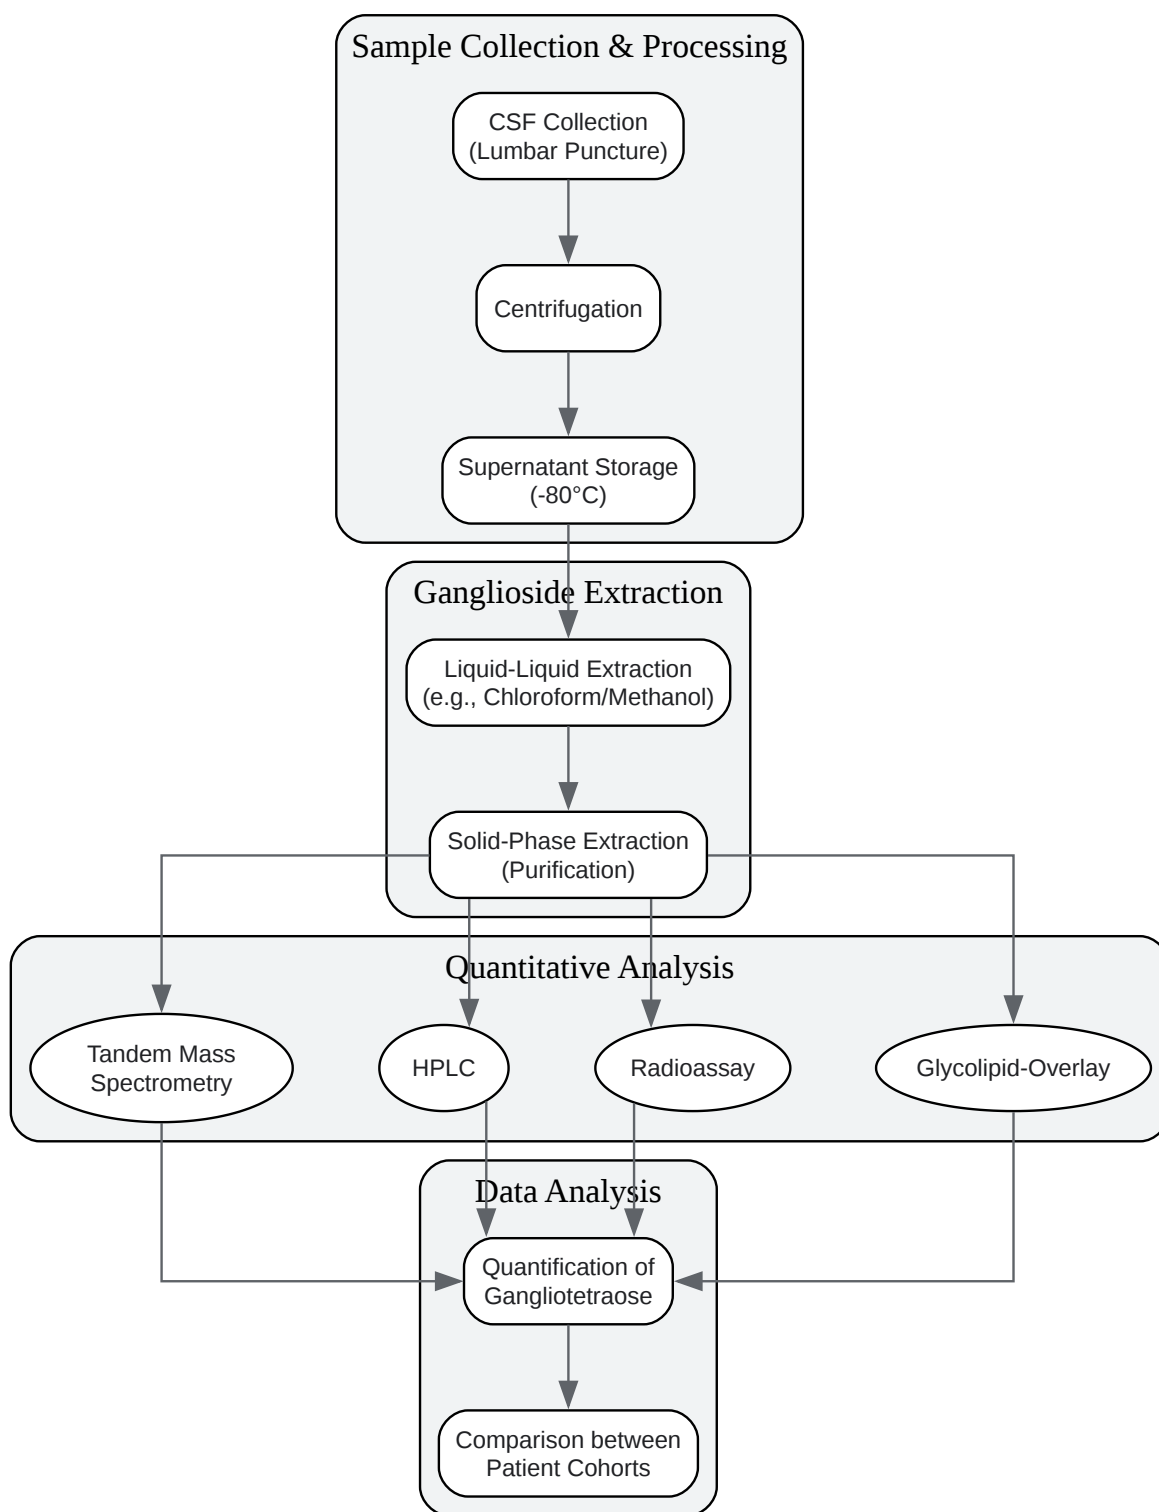 Sample Collection & Processing
CSF Collection
(Lumbar Puncture)
Centrifugation
Supernatant Storage
(-80°C)
Ganglioside Extraction
Liquid-Liquid Extraction
(e.g., Chloroform/Methanol)
Solid-Phase Extraction
(Purification)
Quantitative Analysis
Tandem Mass
Spectrometry
HPLC
Radioassay
Glycolipid-Overlay
Data Analysis
Quantification of
Gangliotetraose
Comparison between
Patient Cohorts